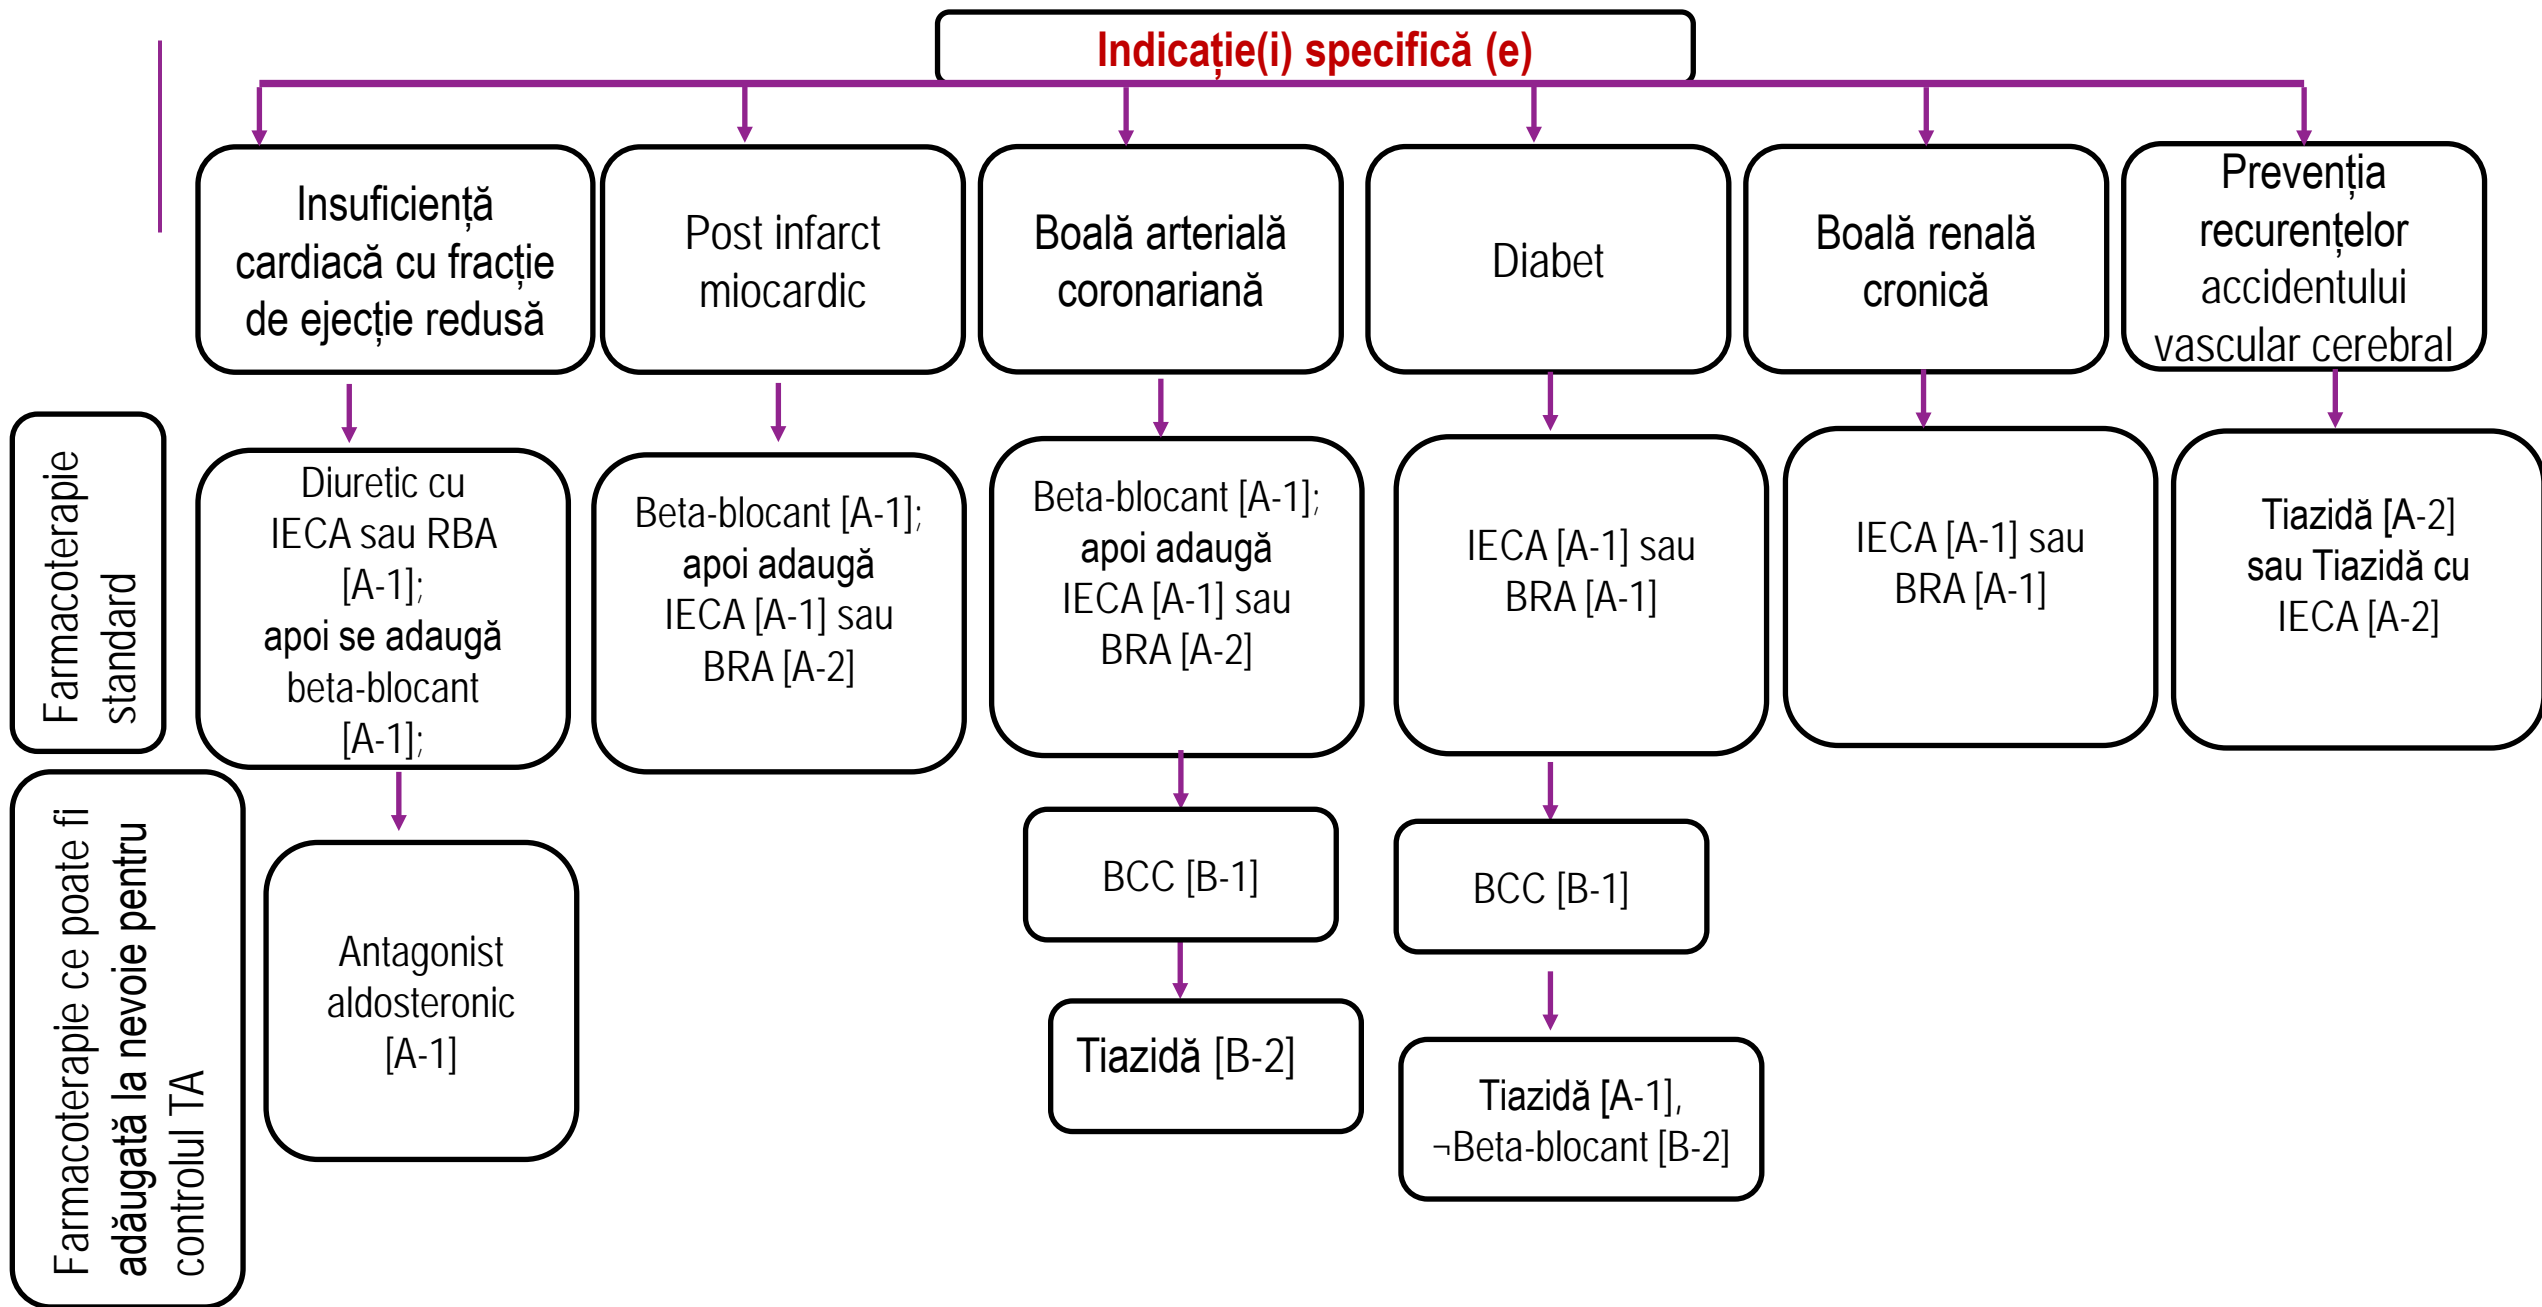 Indicație(i) specifică (e)
Insuficiență
cardiacă cu fracție
de ejecție redusă
Post infarct
miocardic
Boală arterială
coronariană
Diabet
Boală renală
cronică
Prevenția
recurențelor
accidentului
vascular cerebral
Farmacoterapie
standard
Diuretic cu
IECA sau RBA
[A-1];
apoi se adaugă
beta-blocant
[A-1];
Beta-blocant [A-1];
apoi adaugă
IECA [A-1] sau
BRA [A-2]
Beta-blocant [A-1];
apoi adaugă
IECA [A-1] sau
BRA [A-2]
IECA [A-1] sau
BRA [A-1]
IECA [A-1] sau
BRA [A-1]
Tiazidă [A-2]
sau Tiazidă cu
IECA [A-2]
Farmacoterapie ce poate fi
adăugată la nevoie pentru
controlul TA
Antagonist
aldosteronic
[A-1]
BCC [B-1]
Tiazidă [B-2]
BCC [B-1]
Tiazidă [A-1],
¬Beta-blocant [B-2]